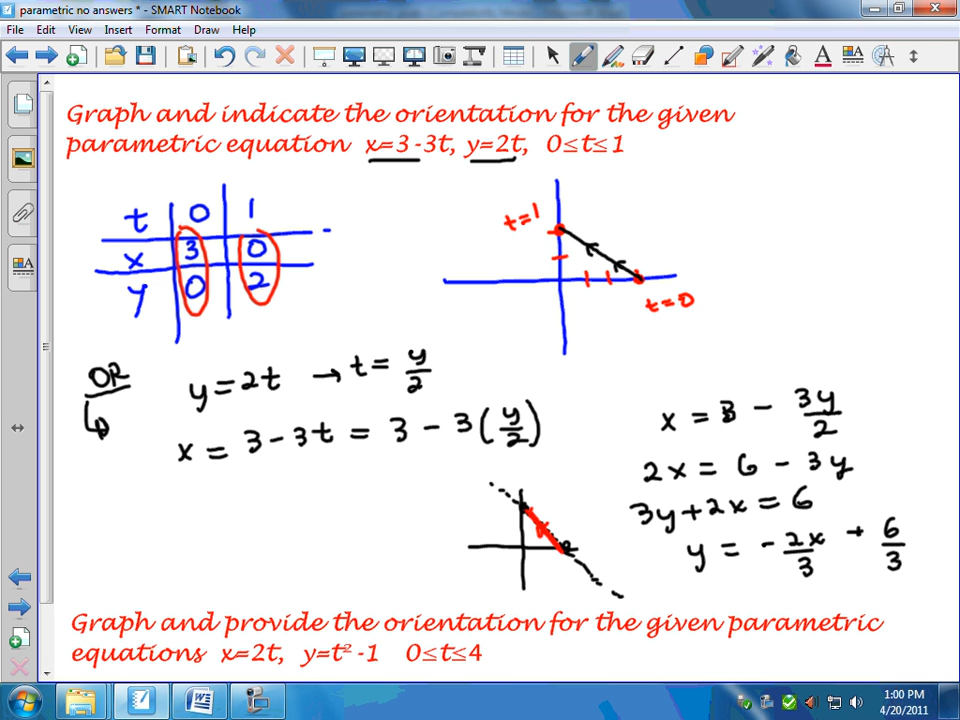 parametric no answers * - SMART Notebook
File Edit View Insert Format Draw Help
Graph and indicate the orientation for the given
parametric equation x=3-3t, y=2t, 0≤t≤1
t 0 1
x 3 0
y 0 2
t=1
t=0
OR
y=2t → t= y/2
x = 3-3t = 3 - 3(y/2)
x = 3 - 3y/2
2x = 6 - 3y
3y+2x = 6
y = -2x/3 + 6/3
Graph and provide the orientation for the given parametric
equations x=2t, y=t²-1 0≤t≤4
1:00 PM
4/20/2011